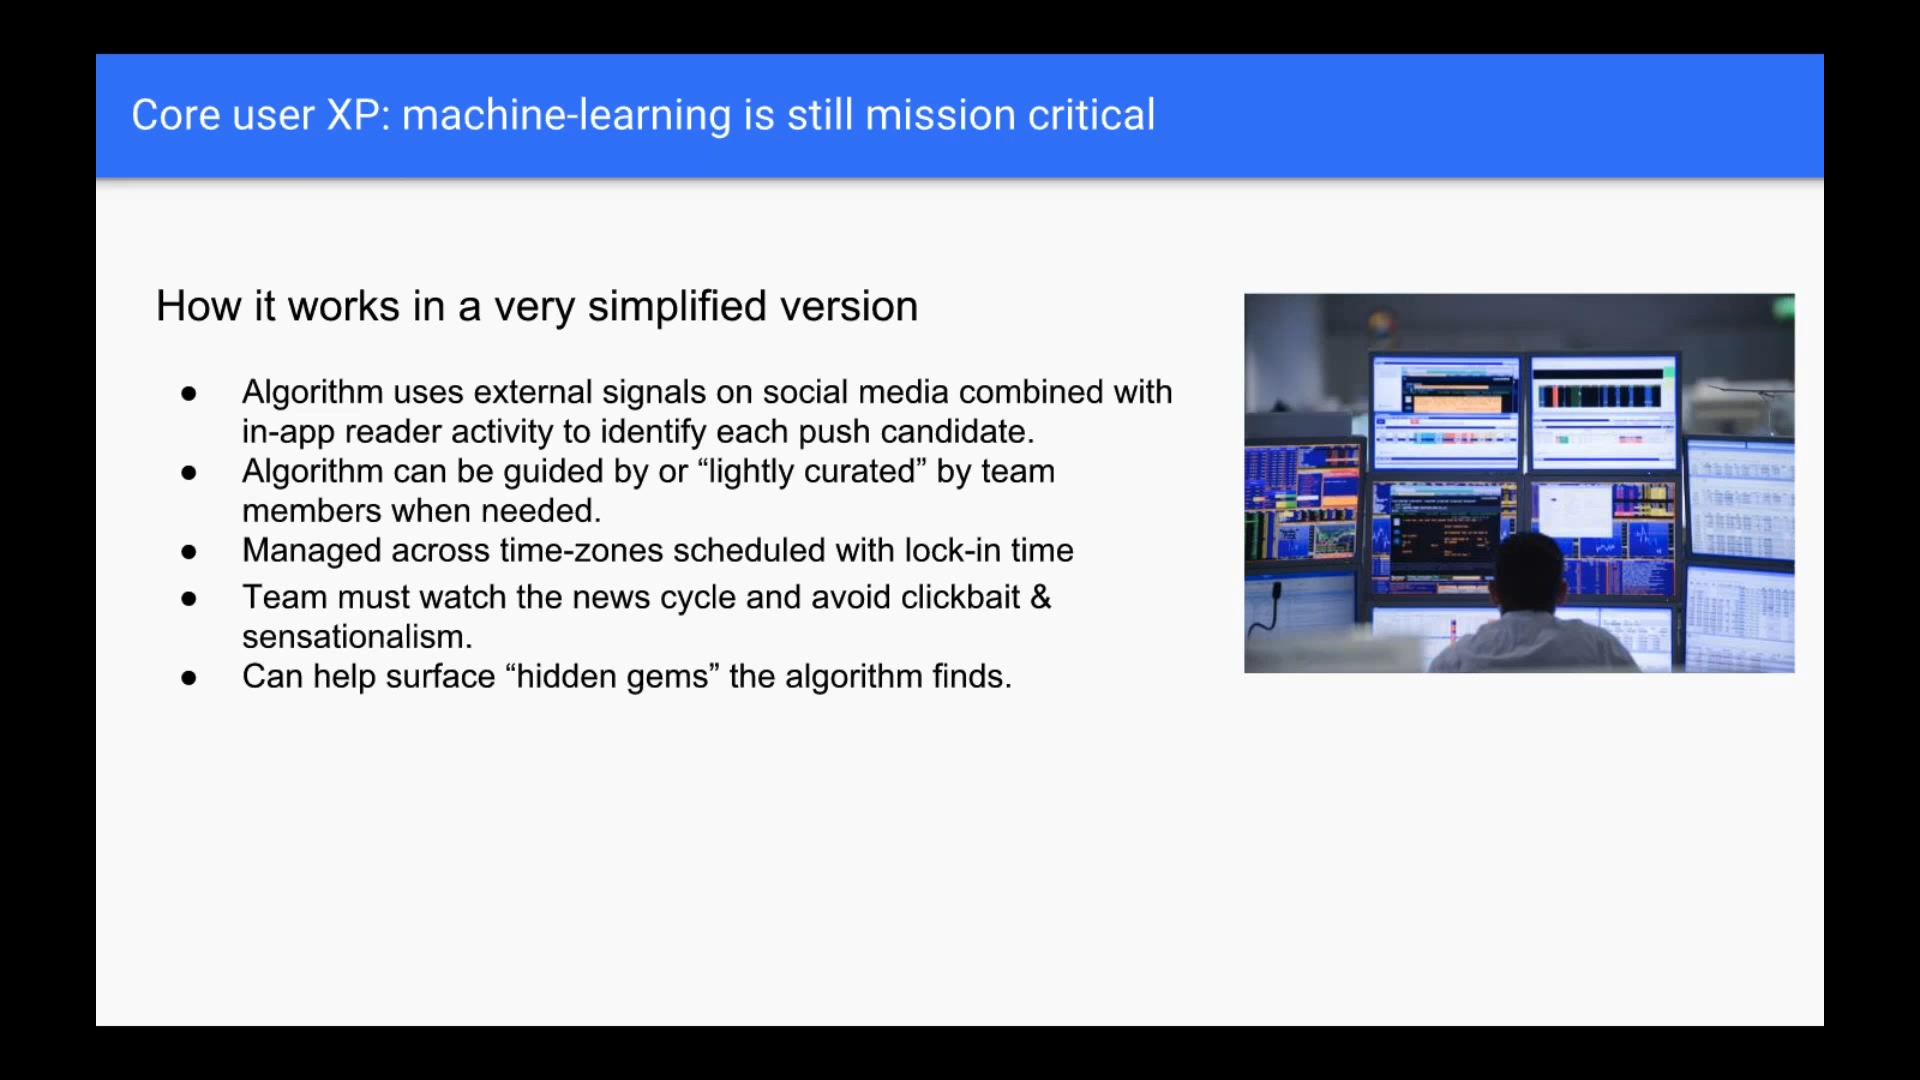 Core user XP: machine-learning is still mission critical
How it works in a very simplified version
● Algorithm uses external signals on social media combined with
in-app reader activity to identify each push candidate.
● Algorithm can be guided by or “lightly curated” by team
members when needed.
● Managed across time-zones scheduled with lock-in time
● Team must watch the news cycle and avoid clickbait &
sensationalism.
● Can help surface “hidden gems” the algorithm finds.